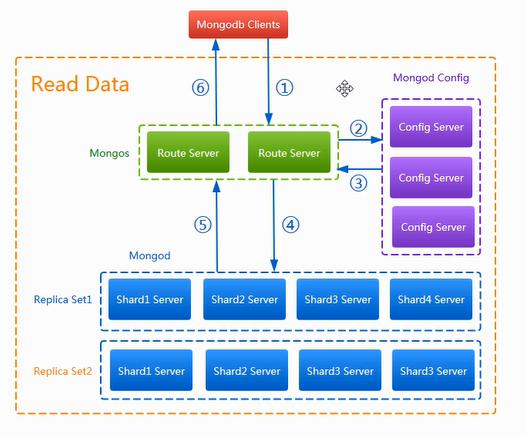 Mongodb Clients
Read Data
Mongod Config
⑥
①
Config Server
②
Mongos
Route Server
Route Server
Config Server
③
Config Server
⑤
④
Mongod
Replica Set1
Shard1 Server
Shard2 Server
Shard3 Server
Shard4 Server
Replica Set2
Shard1 Server
Shard2 Server
Shard3 Server
Shard3 Server